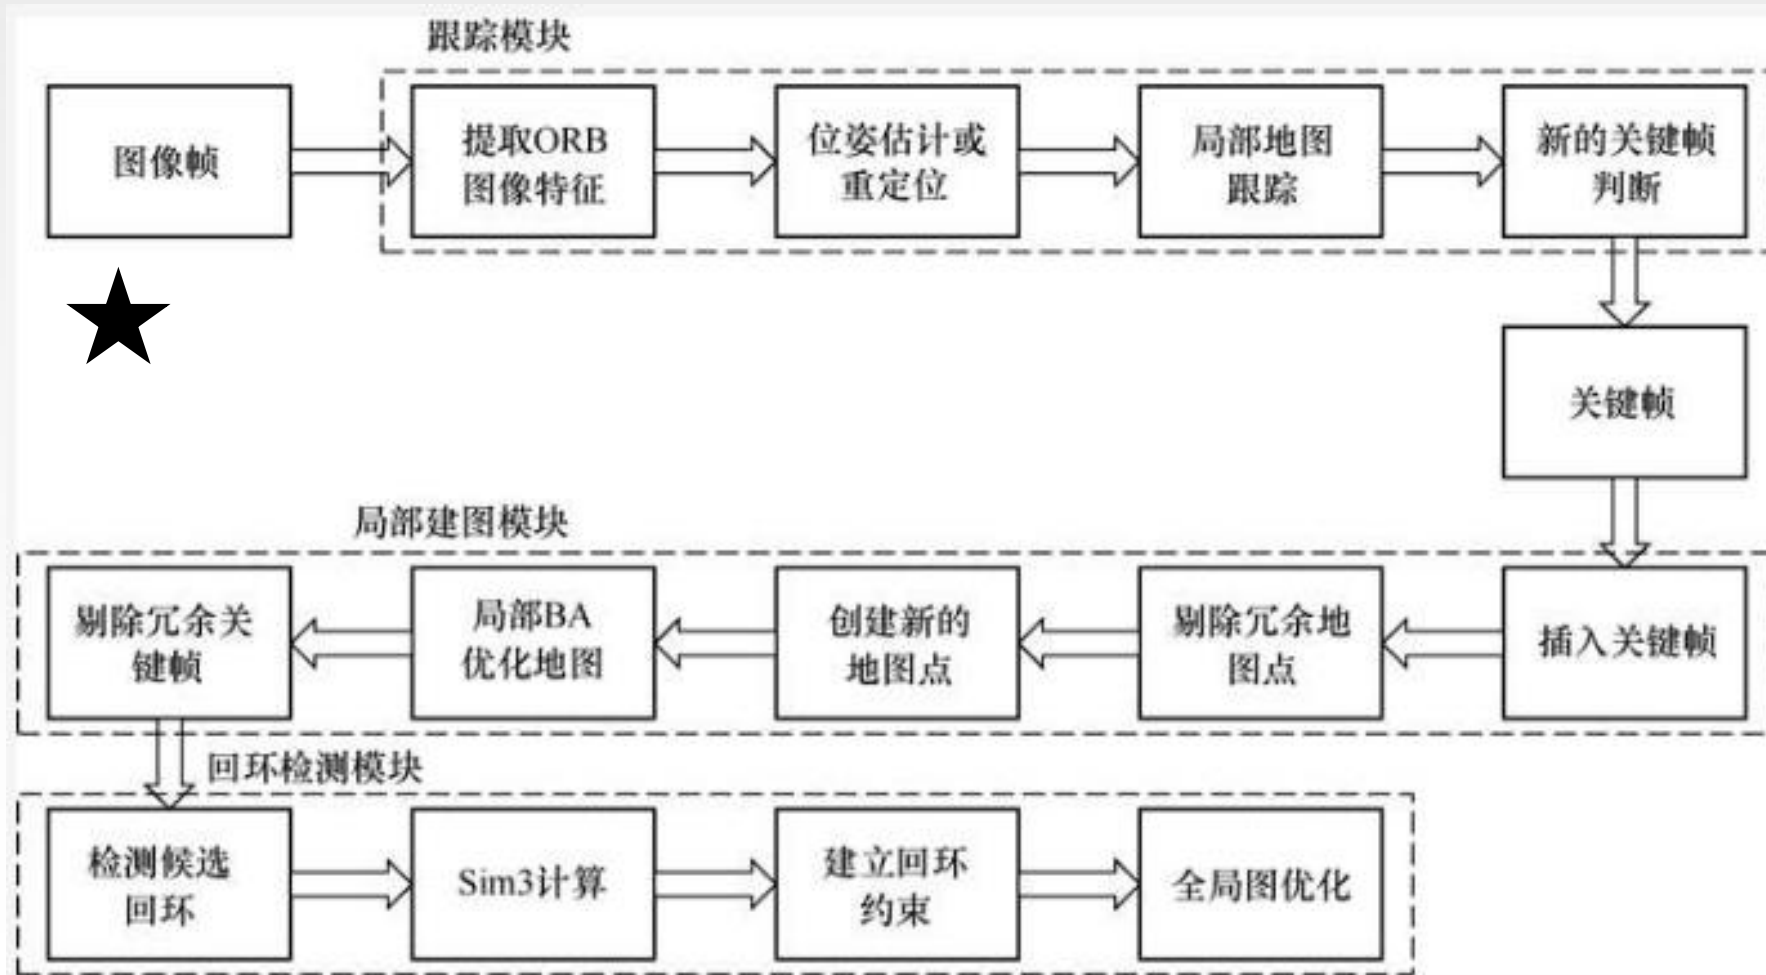 跟踪模块
图像帧
提取ORB
图像特征
位姿估计或
重定位
局部地图
跟踪
新的关键帧
判断
关键帧
局部建图模块
剔除冗余关
键帧
局部BA
优化地图
创建新的
地图点
剔除冗余地
图点
插入关键帧
回环检测模块
检测候选
回环
Sim3计算
建立回环
约束
全局图优化